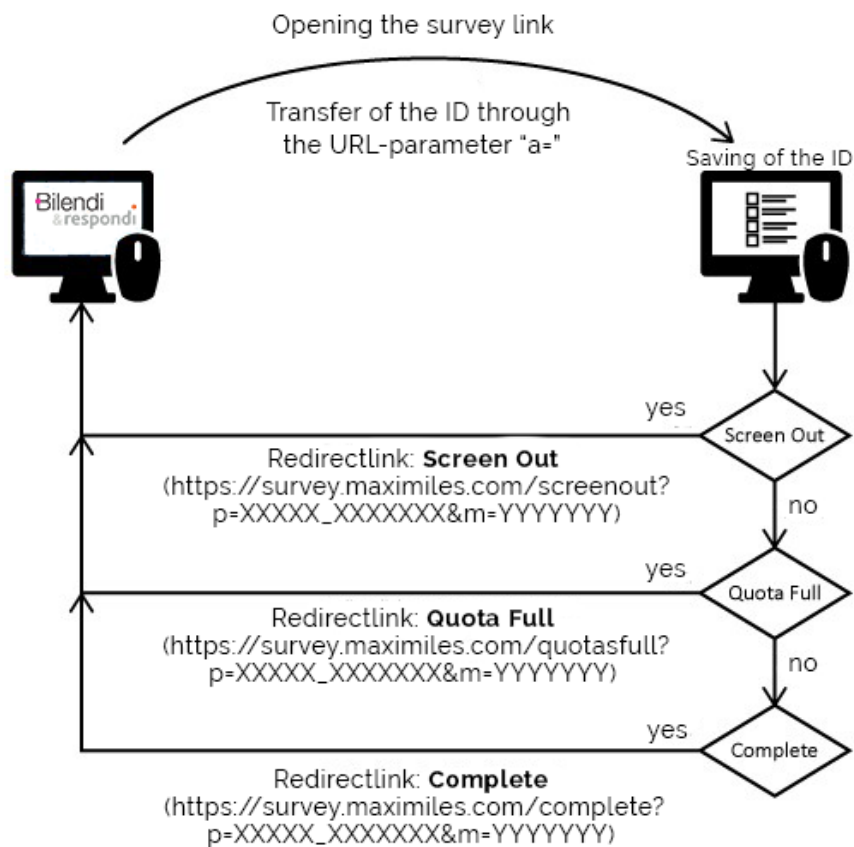 Opening the survey link
Transfer of the ID through
the URL-parameter “a=”
Saving of the ID
Bilendi
& respondi
yes
Screen Out
Redirectlink: Screen Out
(https://survey.maximiles.com/screenout?
p=XXXXX_XXXXXXX&m=YYYYYYY)
no
yes
Quota Full
Redirectlink: Quota Full
(https://survey.maximiles.com/quotasfull?
p=XXXXX_XXXXXXX&m=YYYYYYY)
no
yes
Complete
Redirectlink: Complete
(https://survey.maximiles.com/complete?
p=XXXXX_XXXXXXX&m=YYYYYYY)